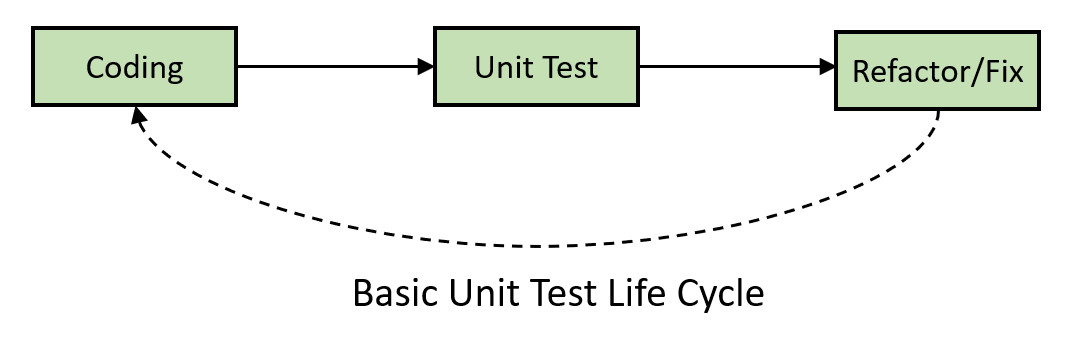 Coding
Unit Test
Refactor/Fix
Basic Unit Test Life Cycle